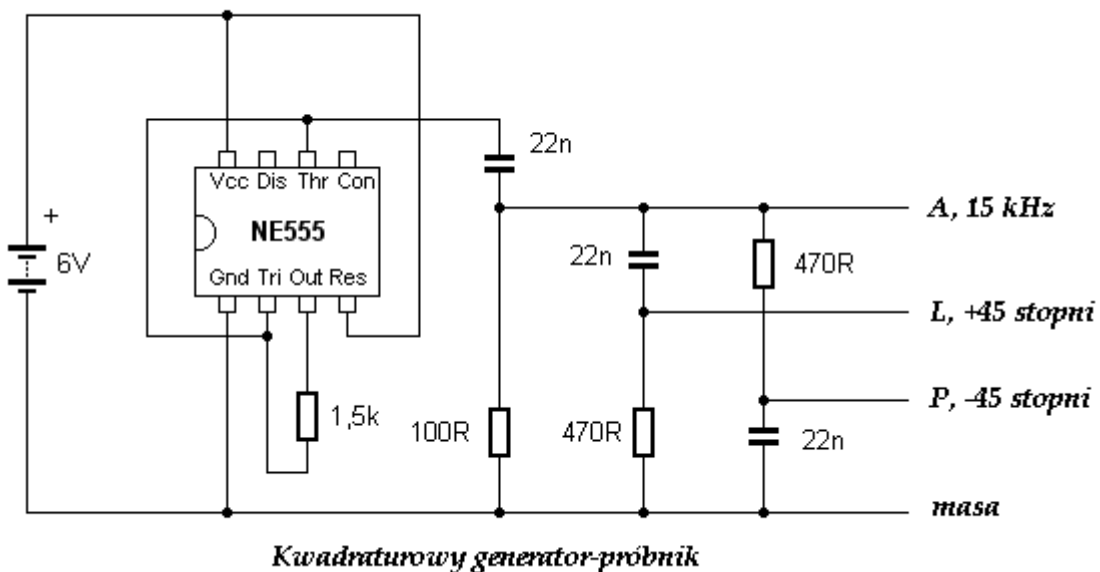 22n
Vcc Dis Thr Con
A, 15 kHz
+
NE555
6V
22n
470R
Gnd Tri Out Res
L, +45 stopni
P, -45 stopni
1,5k
100R
470R
22n
masa
Kwadraturowy generator-próbnik